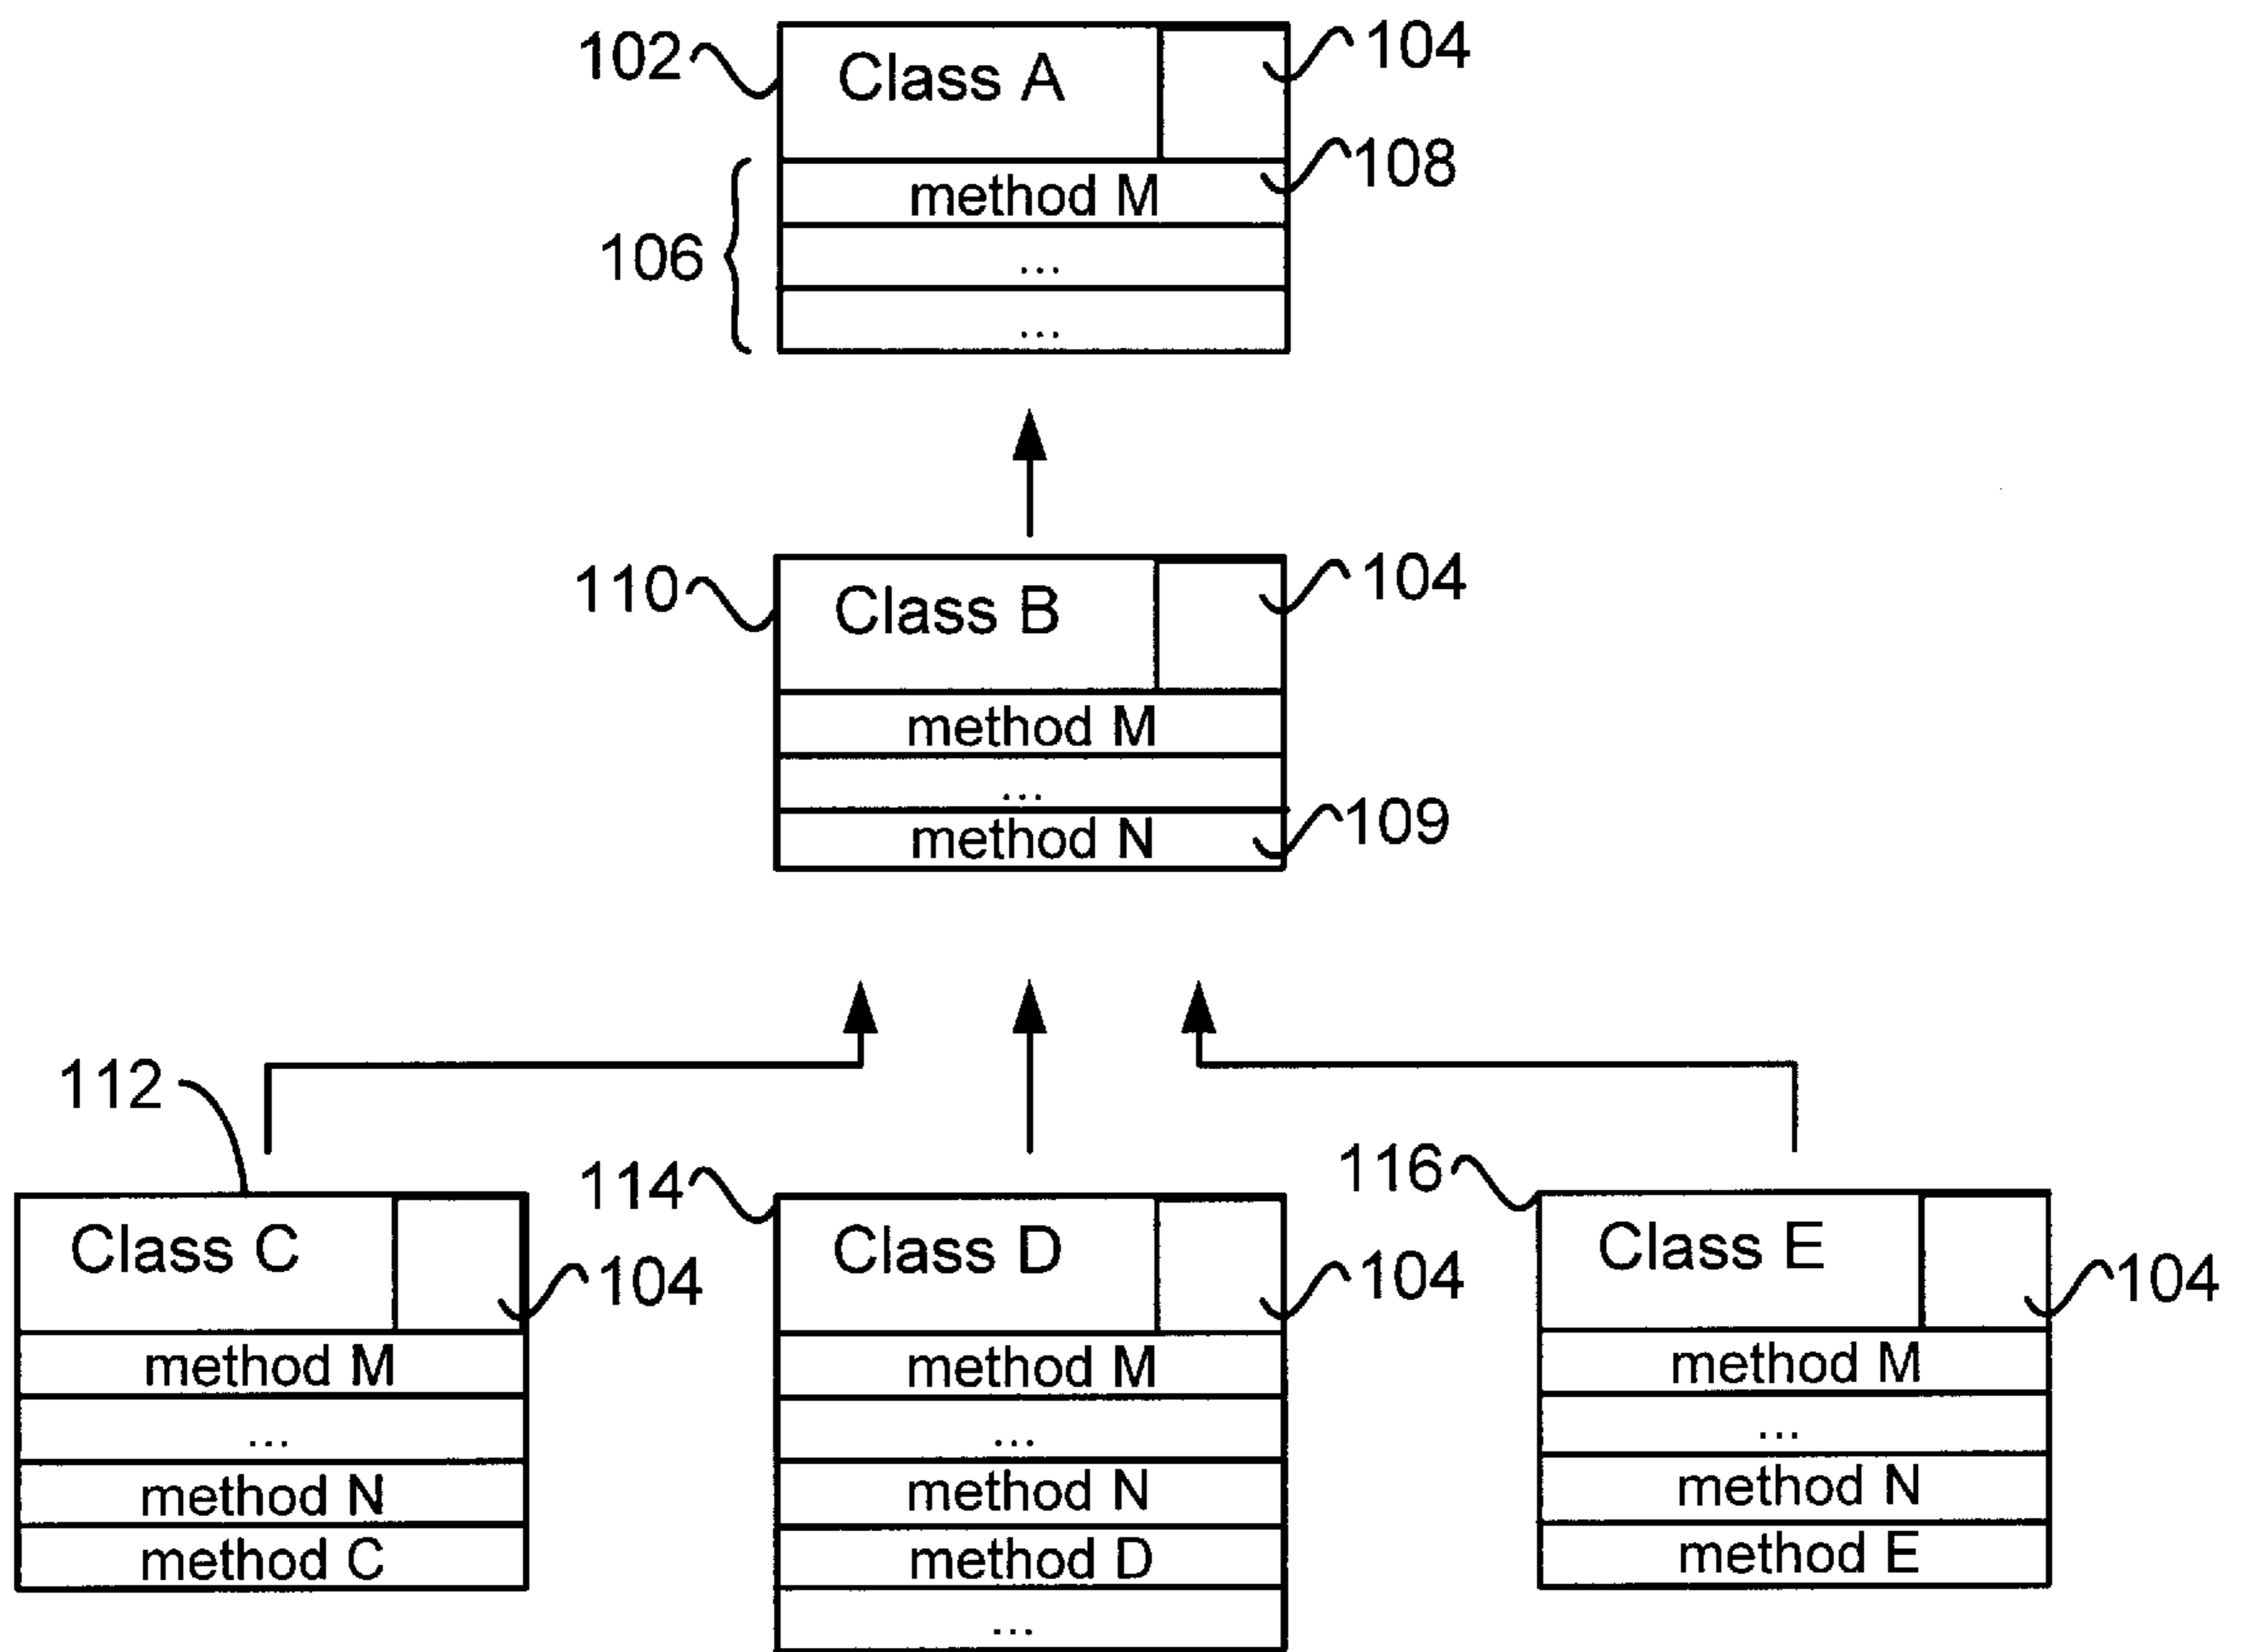 102 Class A 104
method M 108
106 ...
...
110 Class B 104
method M
...
method N 109
112
114 116
Class C 104 Class D 104 Class E 104
method M method M method M
... ... ...
method N method N method N
method C method D method E
...